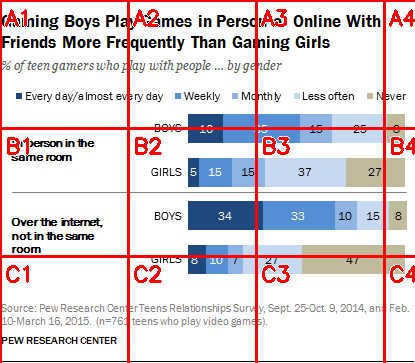 A1 A2 A3 A4
Gaming Boys Play Games in Person, Online With
Friends More Frequently Than Gaming Girls
% of teen gamers who play with people ... by gender
Every day/almost every day Weekly Monthly Less often Never
B1 B2 B3 B4
In person in the
same room
BOYS 16 35 15 25 8
GIRLS 5 15 15 37 27
Over the internet,
not in the same
room
BOYS 34 33 10 15 8
GIRLS 8 10 7 27 47
C1 C2 C3 C4
Source: Pew Research Center Teens Relationships Survey, Sept. 25-Oct. 9, 2014, and Feb.
10-March 16, 2015. (n=761 teens who play video games).
PEW RESEARCH CENTER